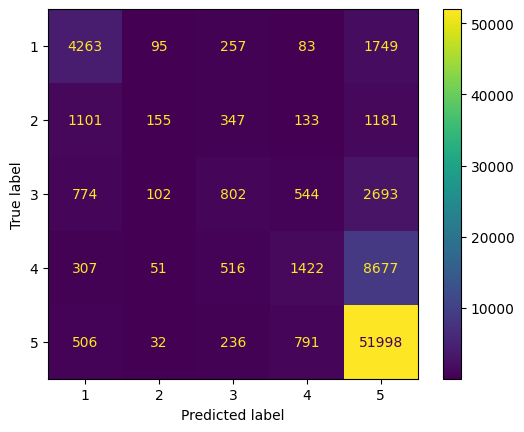 1 4263 95 257 83 1749
2 1101 155 347 133 1181
3 774 102 802 544 2693
4 307 51 516 1422 8677
5 506 32 236 791 51998
1 2 3 4 5
Predicted label
True label
50000
40000
30000
20000
10000